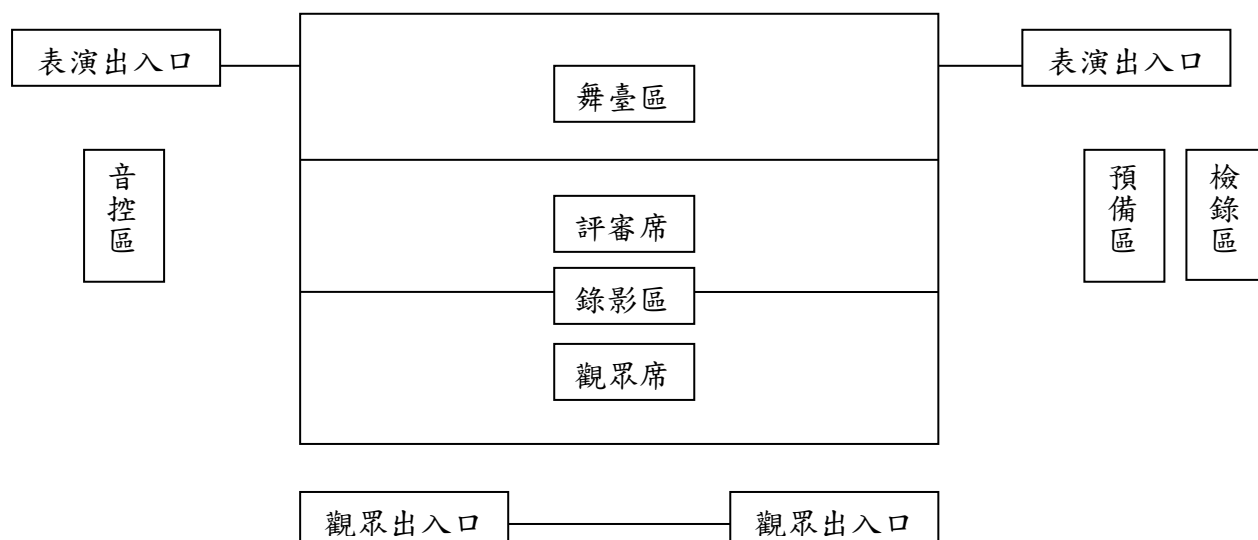 表演出入口
表演出入口
舞臺區
音控區
預備區
檢錄區
評審席
錄影區
觀眾席
觀眾出入口
觀眾出入口